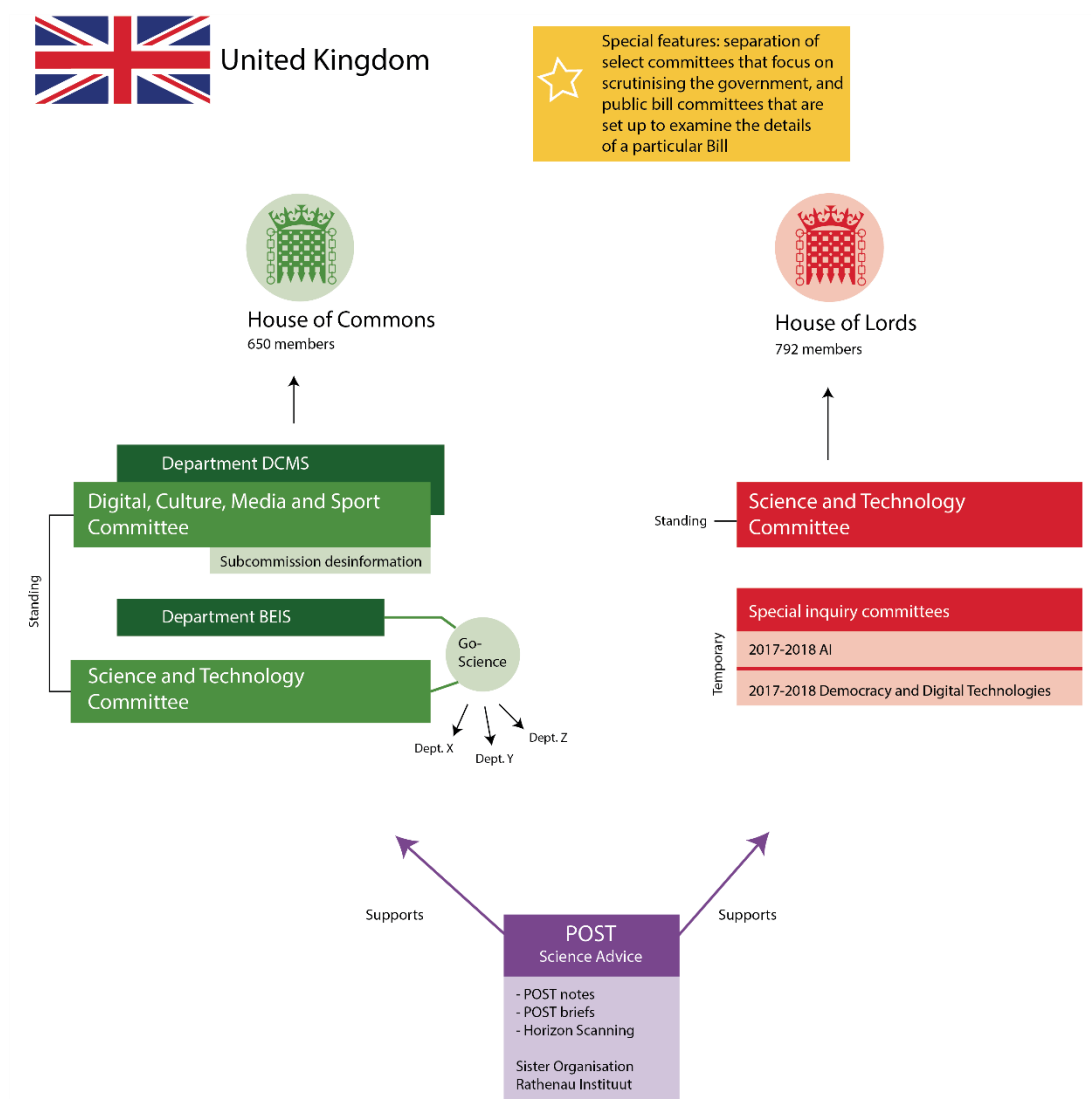 United Kingdom
Special features: separation of
select committees that focus on
scrutinising the government, and
public bill committees that are
set up to examine the details
of a particular Bill
House of Commons
650 members
House of Lords
792 members
Department DCMS
Digital, Culture, Media and Sport
Committee
Subcommission desinformation
Standing
Department BEIS
Go-
Science
Science and Technology
Committee
Dept. X
Dept. Y
Dept. Z
Standing
Science and Technology
Committee
Special inquiry committees
Temporary
2017-2018 AI
2017-2018 Democracy and Digital Technologies
Supports
Supports
POST
Science Advice
- POST notes
- POST briefs
- Horizon Scanning
Sister Organisation
Rathenau Instituut